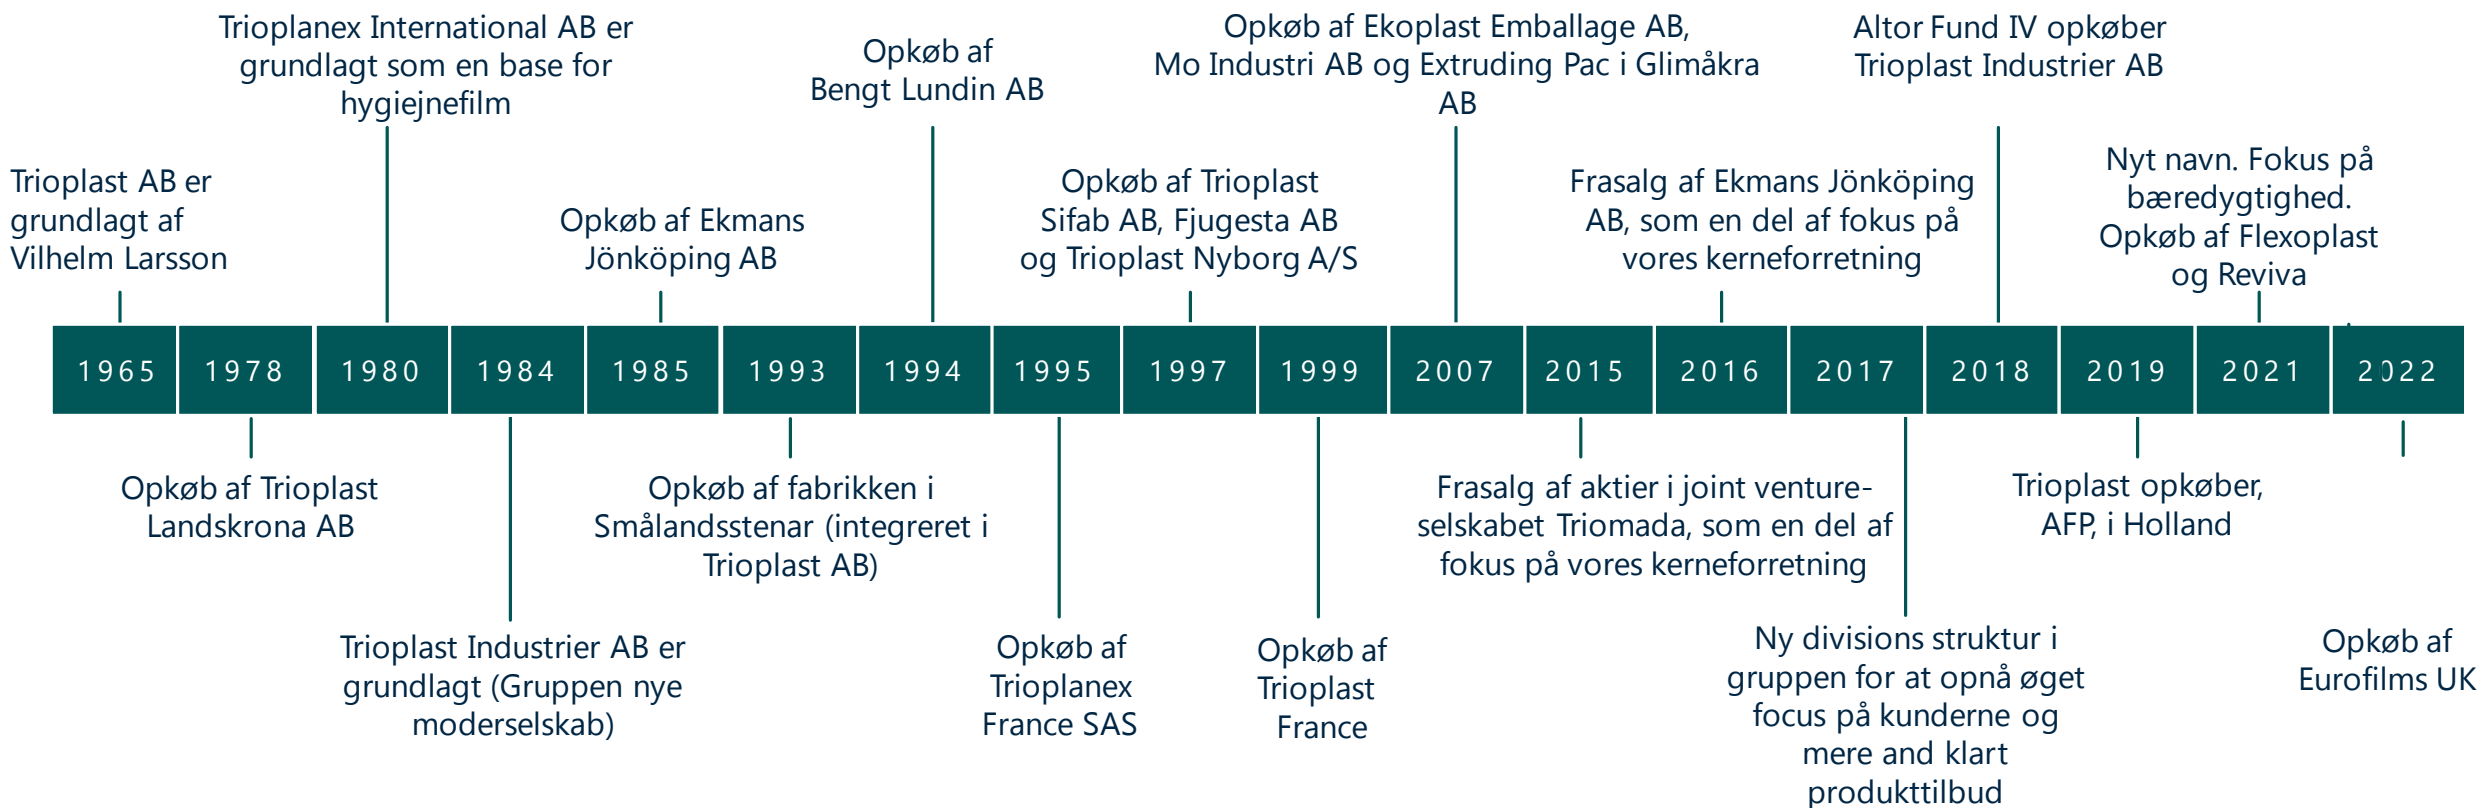 Trioplanex International AB er
grundlagt som en base for
hygiejnefilm
Opkøb af
Bengt Lundin AB
Opkøb af Ekoplast Emballage AB,
Mo Industri AB og Extruding Pac i Glimåkra
AB
Altor Fund IV opkøber
Trioplast Industrier AB
Trioplast AB er
grundlagt af
Vilhelm Larsson
Opkøb af Ekmans
Jönköping AB
Opkøb af Trioplast
Sifab AB, Fjugesta AB
og Trioplast Nyborg A/S
Frasalg af Ekmans Jönköping
AB, som en del af fokus på
vores kerneforretning
Nyt navn. Fokus på
bæredygtighed.
Opkøb af Flexoplast
og Reviva
1965 1978 1980 1984 1985 1993 1994 1995 1997 1999 2007 2015 2016 2017 2018 2019 2021 2022
Opkøb af Trioplast
Landskrona AB
Opkøb af fabrikken i
Smålandsstenar (integreret i
Trioplast AB)
Frasalg af aktier i joint venture-
selskabet Triomada, som en del af
fokus på vores kerneforretning
Trioplast opkøber,
AFP, i Holland
Trioplast Industrier AB er
grundlagt (Gruppen nye
moderselskab)
Opkøb af
Trioplanex
France SAS
Opkøb af
Trioplast
France
Ny divisions struktur i
gruppen for at opnå øget
focus på kunderne og
mere and klart
produkttilbud
Opkøb af
Eurofilms UK